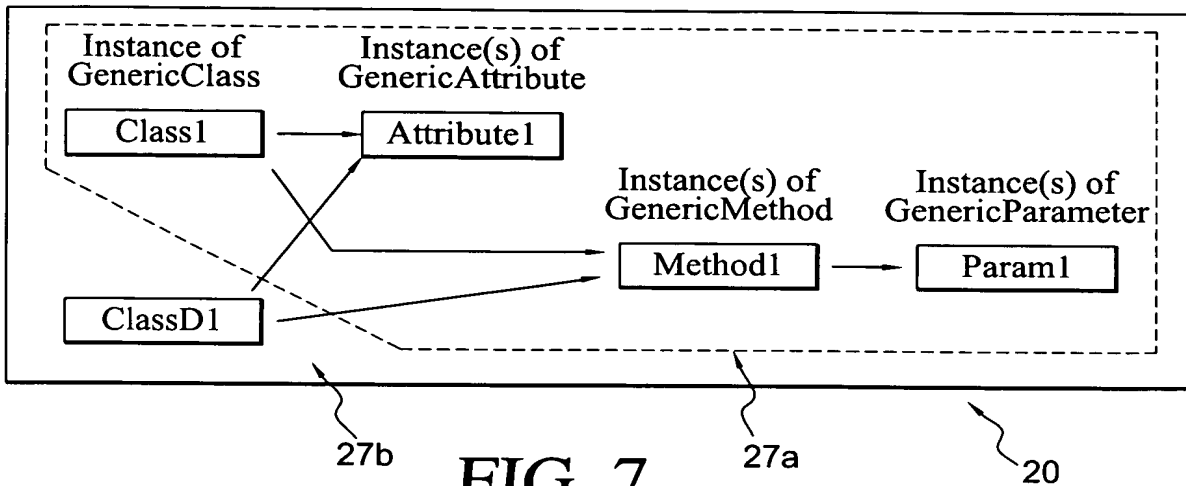 Instance of
GenericClass
Instance(s) of
GenericAttribute
Class1
Attribute1
Instance(s) of
GenericMethod
Instance(s) of
GenericParameter
Method1
Param1
ClassD1
27b
FIG. 7
27a
20